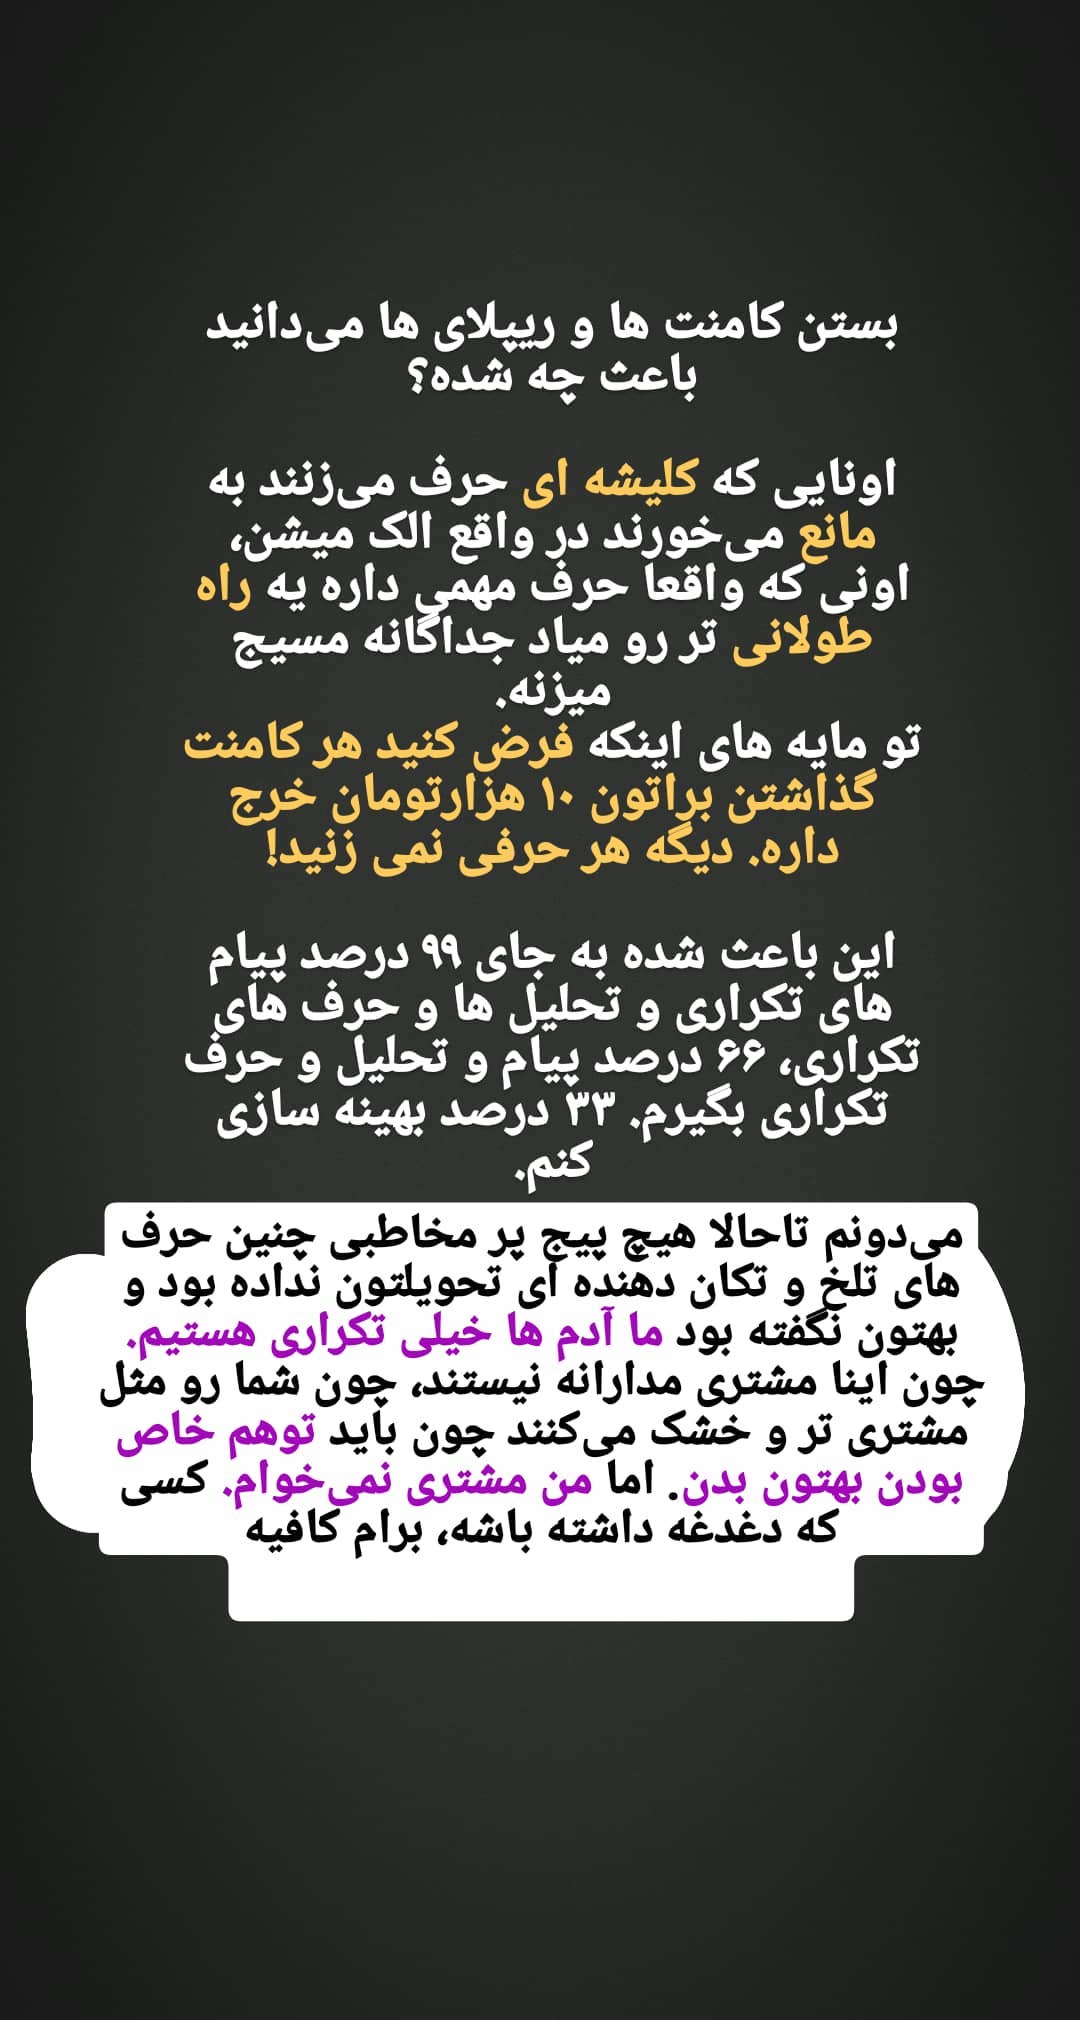 بستن کامنت ها و ریپلای ها می‌دانید
باعث چه شده؟
اونایی که کلیشه ای حرف می‌زنند به
مانع می‌خورند در واقع الک میشن،
اونی که واقعا حرف مهمی داره یه راه
طولانی تر رو میاد جداگانه مسیج
میزنه.
تو مایه های اینکه فرض کنید هر کامنت
گذاشتن براتون ۱۰ هزارتومان خرج
داره. دیگه هر حرفی نمی زنید!
این باعث شده به جای ۹۹ درصد پیام
های تکراری و تحلیل ها و حرف های
تکراری، ۶۶ درصد پیام و تحلیل و حرف
تکراری بگیرم. ۳۳ درصد بهینه سازی
کنم.
می‌دونم تاحالا هیچ پیج پر مخاطبی چنین حرف
های تلخ و تکان دهنده ای تحویلتون نداده بود و
بهتون نگفته بود ما آدم ها خیلی تکراری هستیم.
چون اینا مشتری مدارانه نیستند، چون شما رو مثل
مشتری تر و خشک می‌کنند چون باید توهم خاص
بودن بهتون بدن. اما من مشتری نمی‌خوام. کسی
که دغدغه داشته باشه، برام کافیه